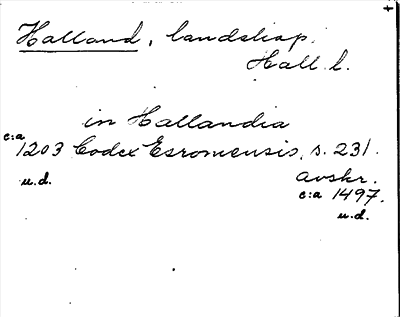 Halland, landskap.
Hall l.
in Hallandia
c:a 1203 Codex Esromensis, s. 231.
u.d.
avskr.
c:a 1497.
u.d.